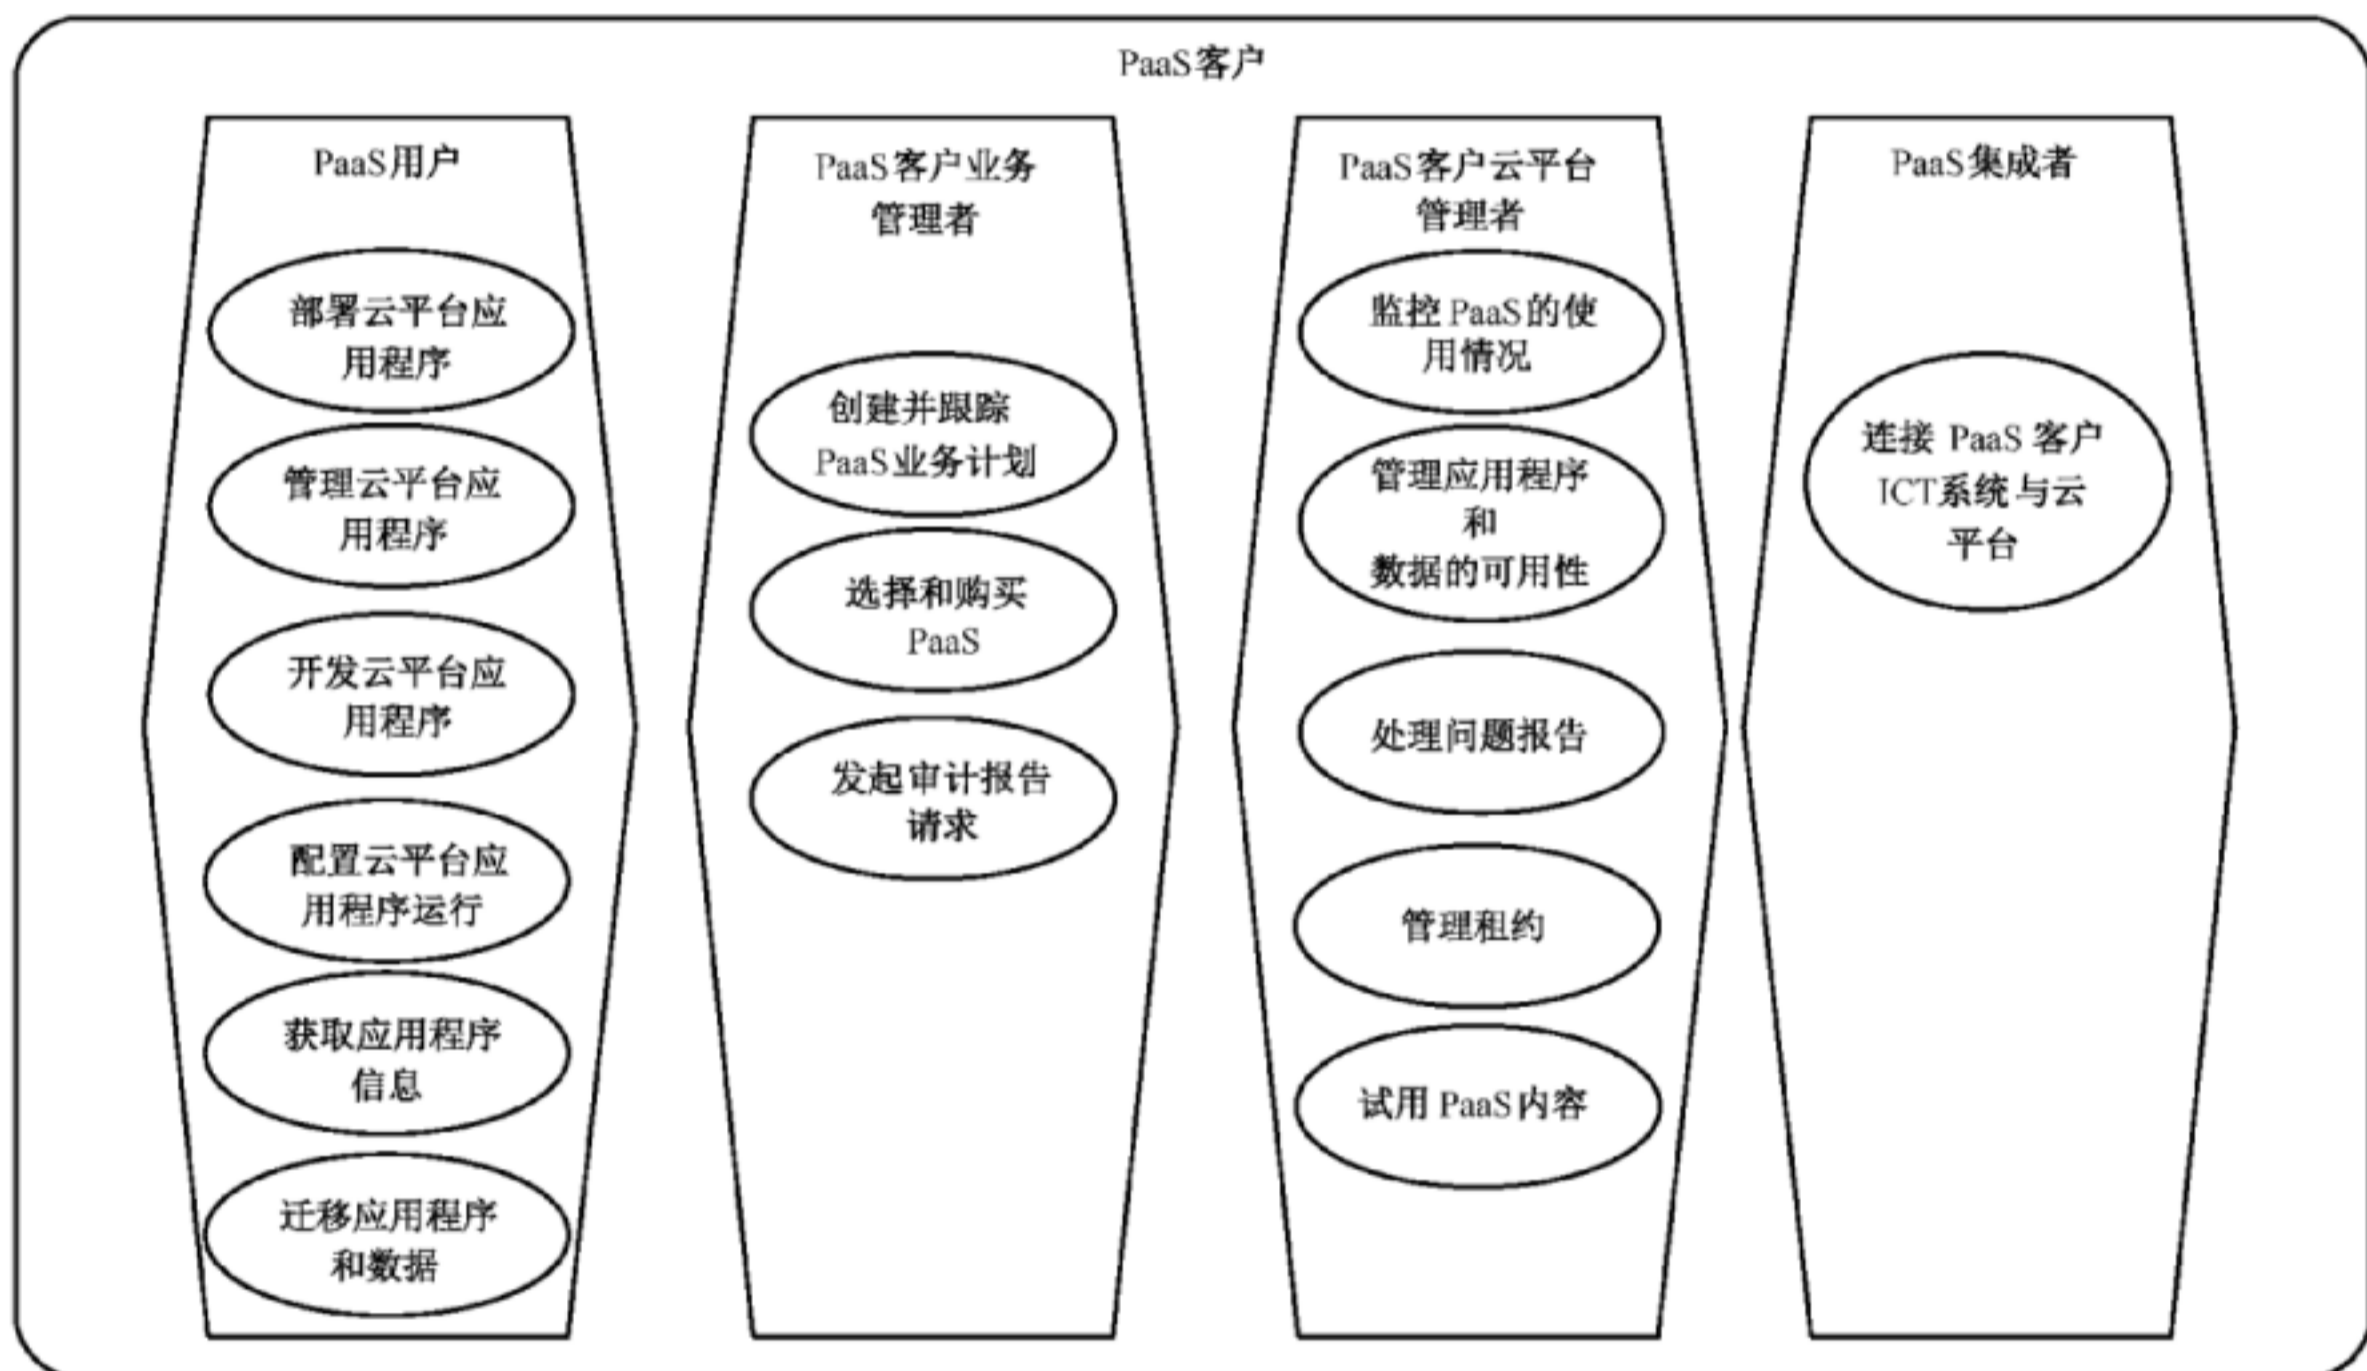 PaaS客户
PaaS用户
部署云平台应
用程序
管理云平台应
用程序
开发云平台应
用程序
配置云平台应
用程序运行
获取应用程序
信息
迁移应用程序
和数据
PaaS客户业务
管理者
创建并跟踪
PaaS业务计划
选择和购买
PaaS
发起审计报告
请求
PaaS客户云平台
管理者
监控 PaaS的使
用情况
管理应用程序
和
数据的可用性
处理问题报告
管理租约
试用 PaaS内容
PaaS集成者
连接 PaaS 客户
ICT系统与云
平台